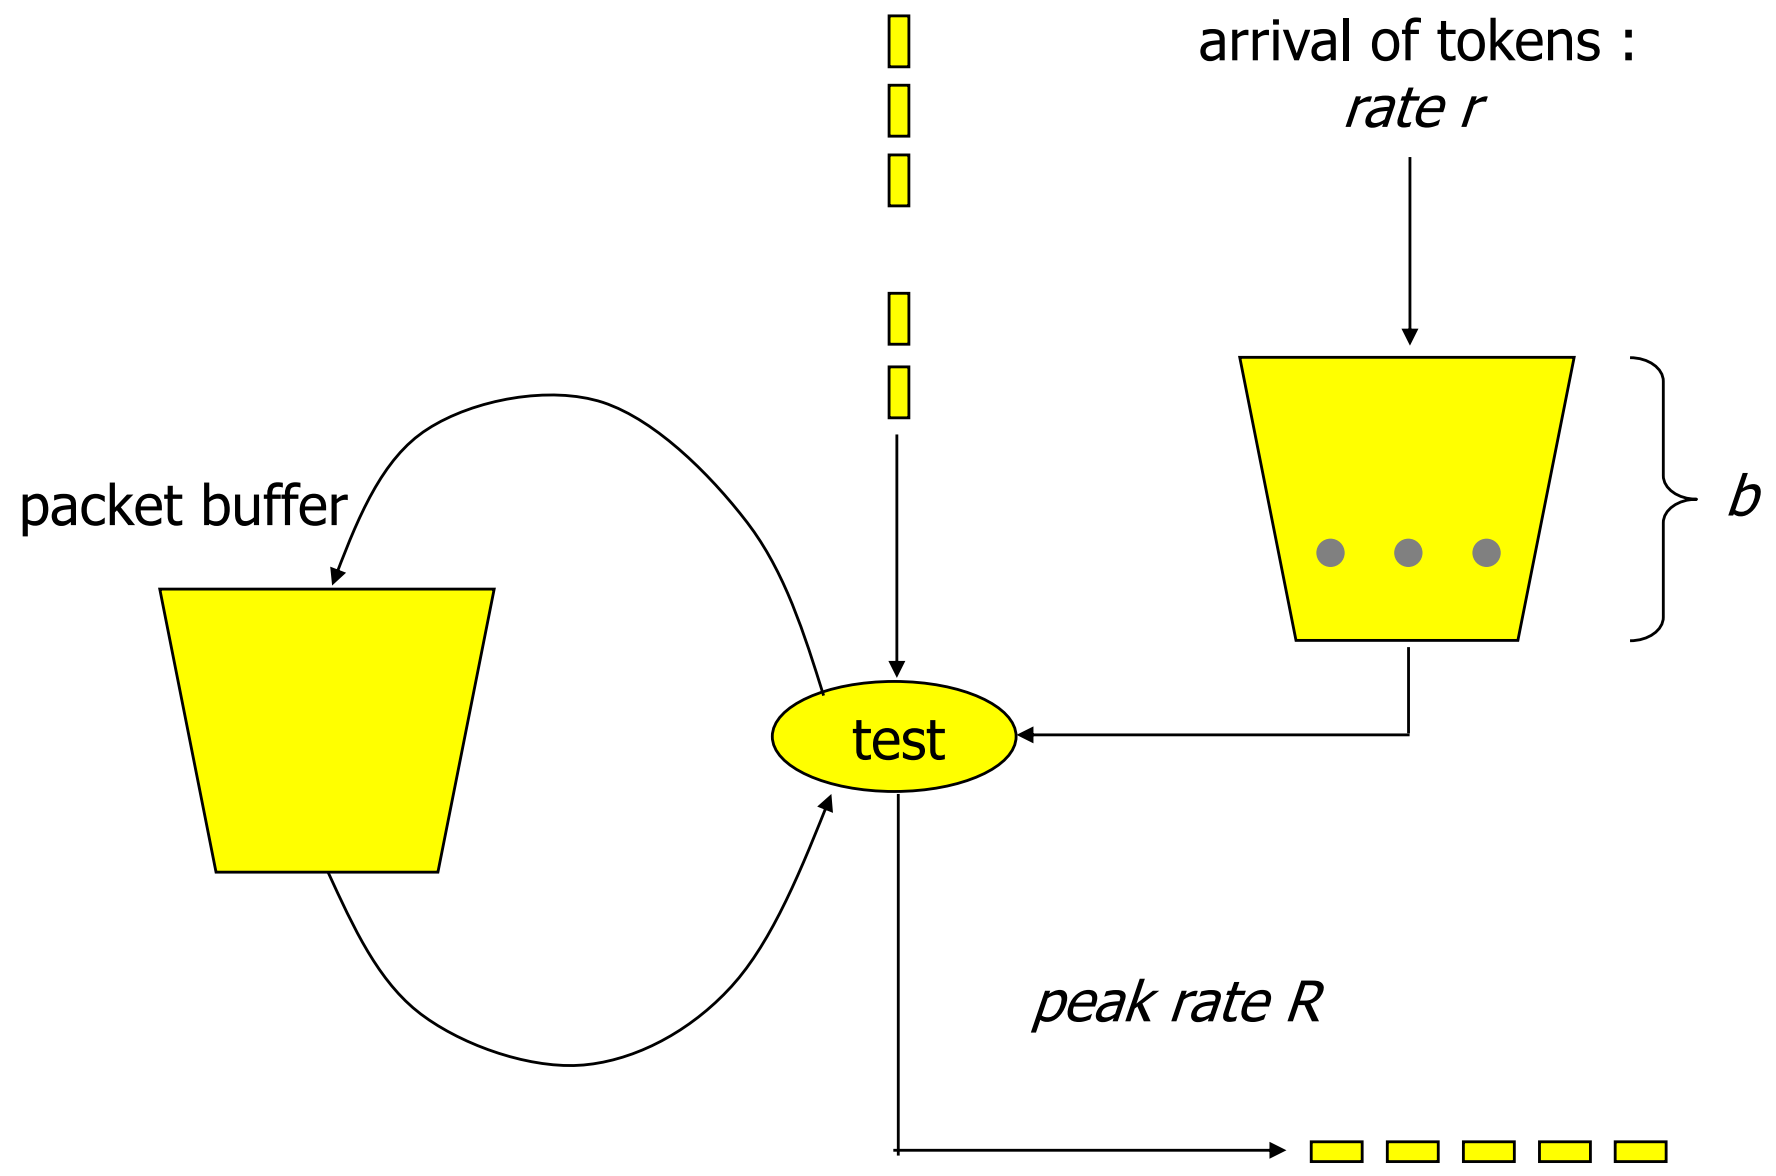 arrival of tokens :
rate r
packet buffer
b
test
peak rate R